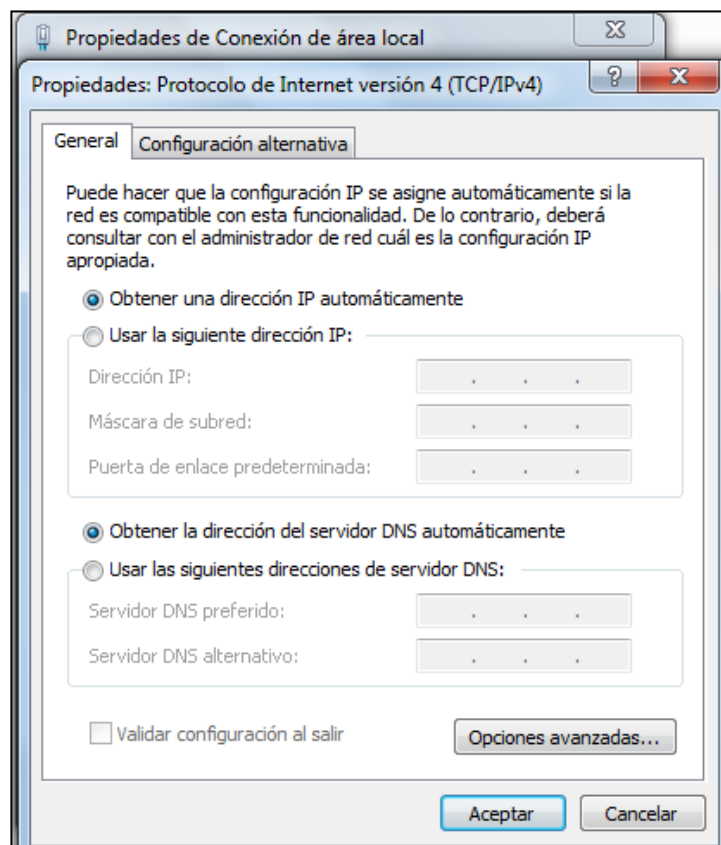 Propiedades de Conexión de área local
Propiedades: Protocolo de Internet versión 4 (TCP/IPv4)
General
Configuración alternativa
Puede hacer que la configuración IP se asigne automáticamente si la
red es compatible con esta funcionalidad. De lo contrario, deberá
consultar con el administrador de red cuál es la configuración IP
apropiada.
Obtener una dirección IP automáticamente
Usar la siguiente dirección IP:
Dirección IP:
Máscara de subred:
Puerta de enlace predeterminada:
Obtener la dirección del servidor DNS automáticamente
Usar las siguientes direcciones de servidor DNS:
Servidor DNS preferido:
Servidor DNS alternativo:
Validar configuración al salir
Opciones avanzadas...
Aceptar
Cancelar